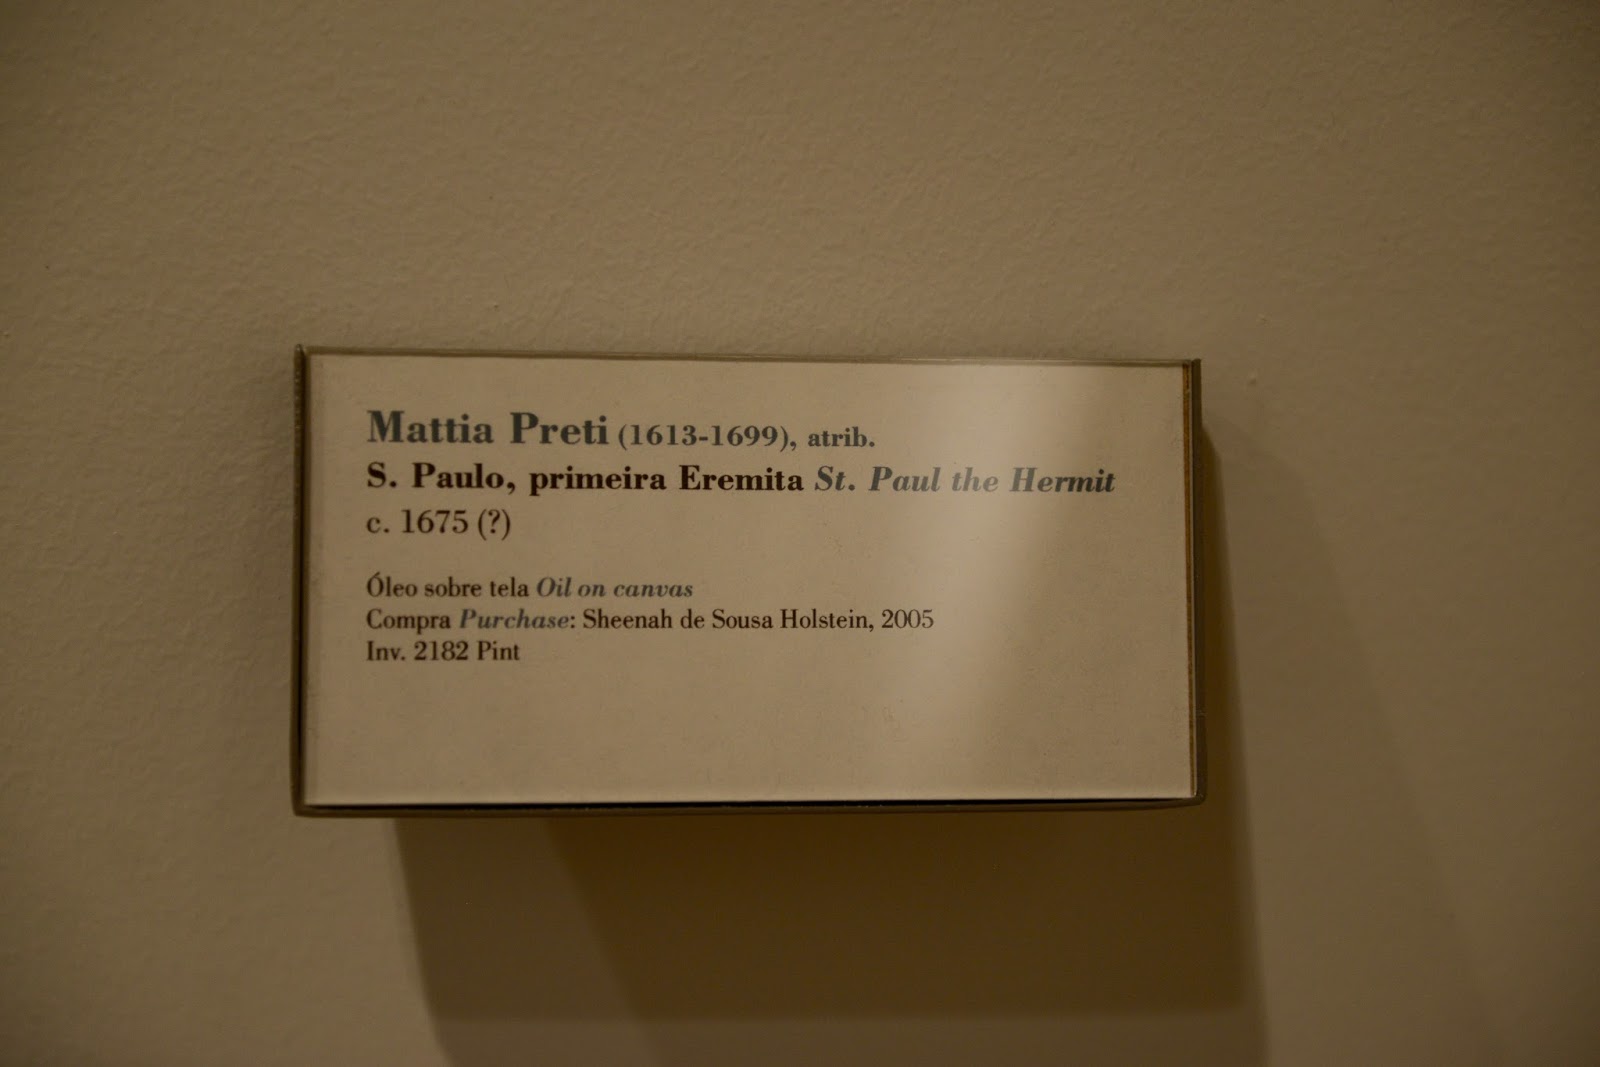 Mattia Preti (1613-1699), atrib.
S. Paulo, primeira Eremita St. Paul the Hermit
c. 1675 (?)
Óleo sobre tela Oil on canvas
Compra Purchase: Sheenah de Sousa Holstein, 2005
Inv. 2182 Pint